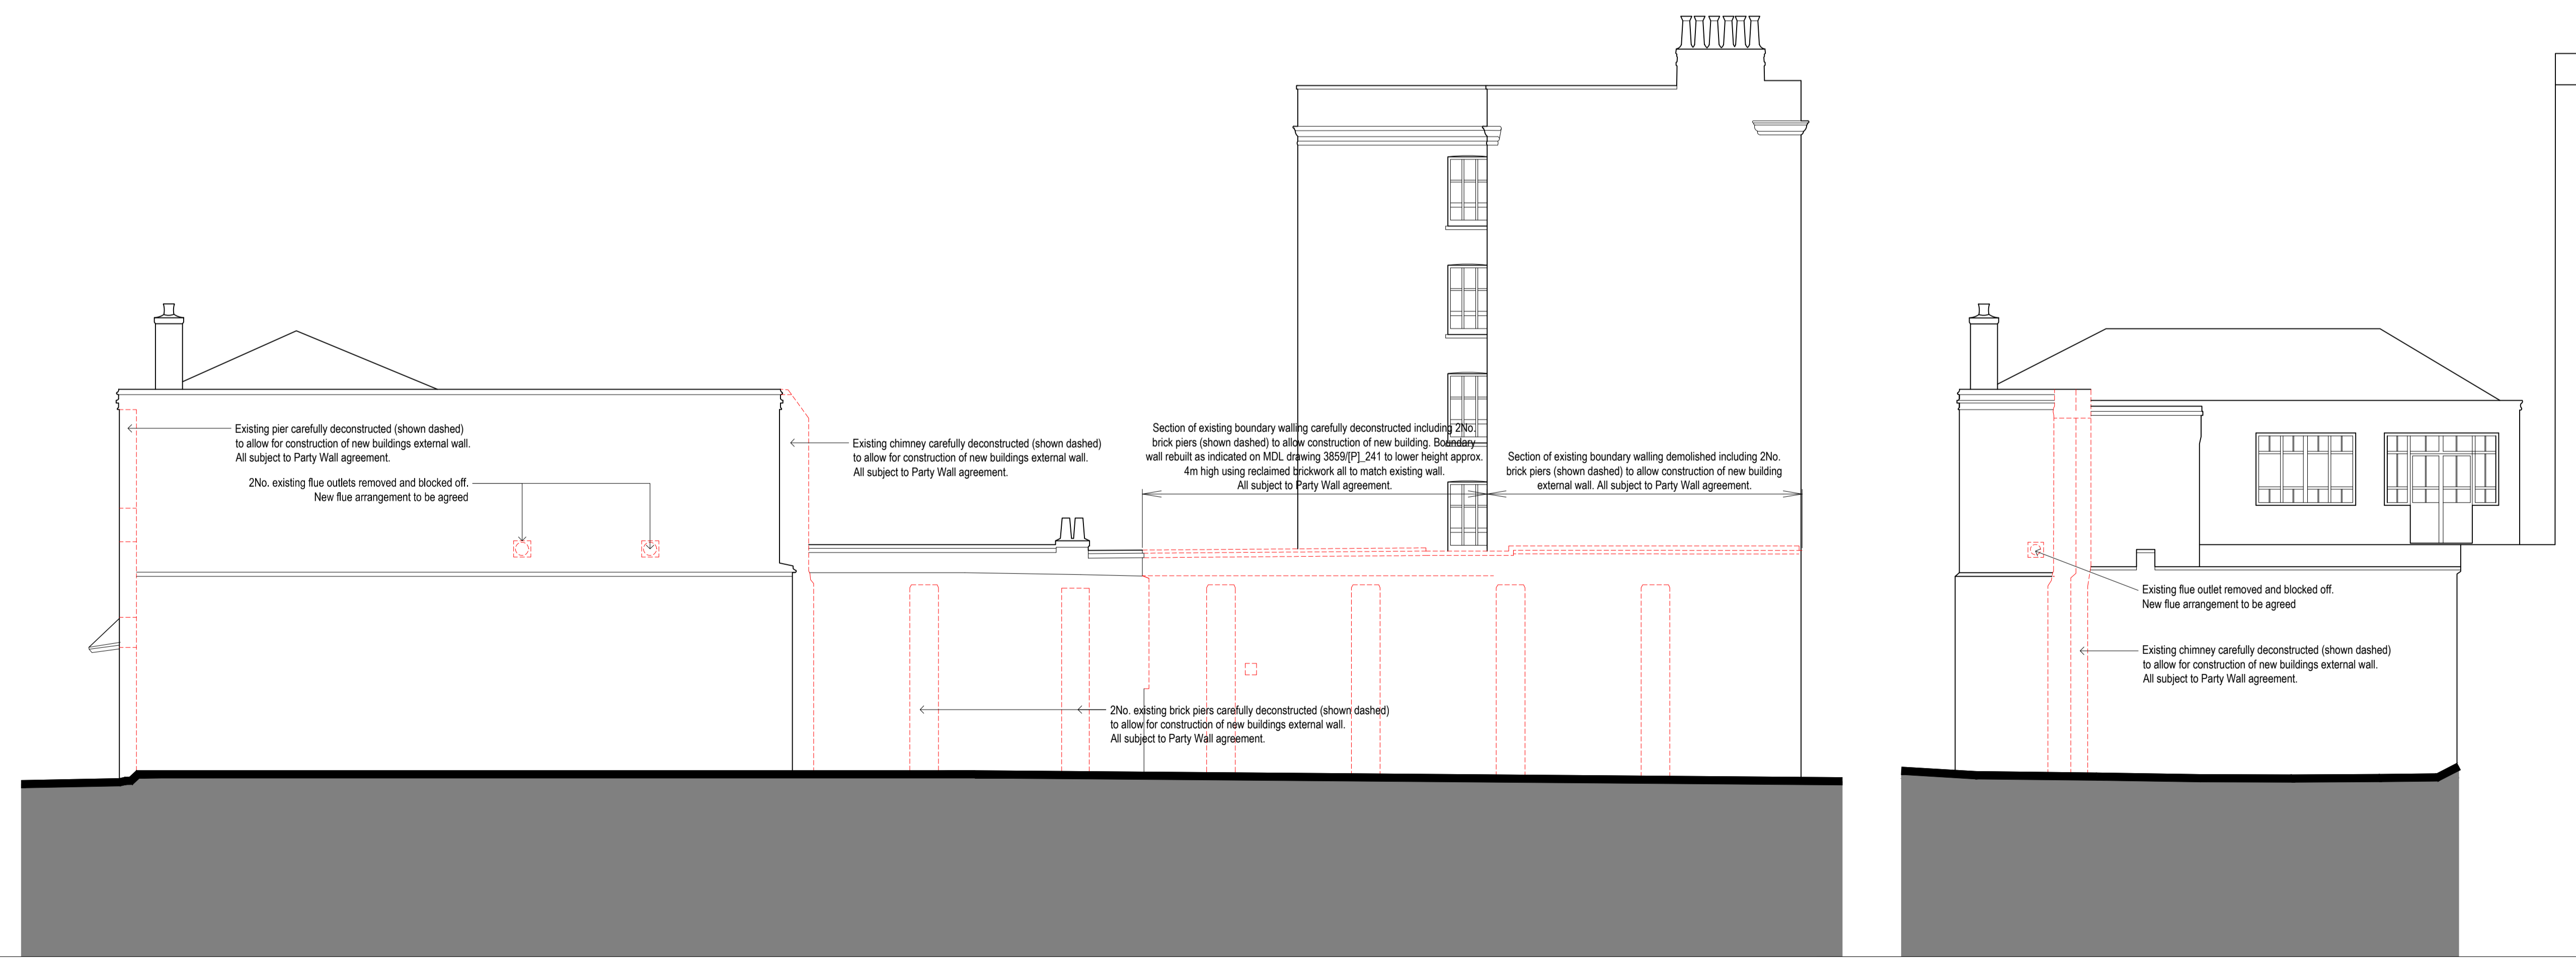 Existing pier carefully deconstructed (shown dashed)
to allow for construction of new buildings external wall.
All subject to Party Wall agreement.
2No. existing flue outlets removed and blocked off.
New flue arrangement to be agreed
Existing chimney carefully deconstructed (shown dashed)
to allow for construction of new buildings external wall.
All subject to Party Wall agreement.
Section of existing boundary walling carefully deconstructed including 2No.
brick piers (shown dashed) to allow construction of new building. Boundary
wall rebuilt as indicated on MDL drawing 3859/[P]_241 to lower height approx.
4m high using reclaimed brickwork all to match existing wall.
All subject to Party Wall agreement.
Section of existing boundary walling demolished including 2No.
brick piers (shown dashed) to allow construction of new building
external wall. All subject to Party Wall agreement.
2No. existing brick piers carefully deconstructed (shown dashed)
to allow for construction of new buildings external wall.
All subject to Party Wall agreement.
Existing flue outlet removed and blocked off.
New flue arrangement to be agreed
Existing chimney carefully deconstructed (shown dashed)
to allow for construction of new buildings external wall.
All subject to Party Wall agreement.